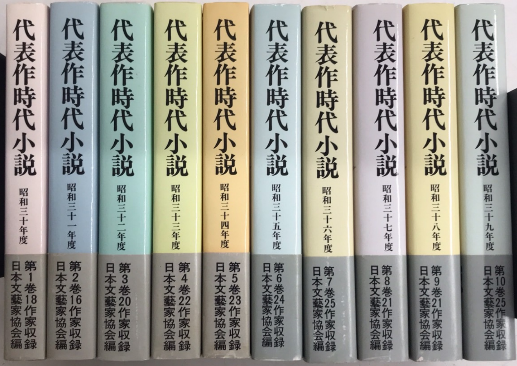 代表作時代小説
昭和三十年度
第1巻18作家収録
日本文藝家協会編
代表作時代小説
昭和三十一年度
第2巻16作家収録
日本文藝家協会編
代表作時代小説
昭和三十二年度
第3巻20作家収録
日本文藝家協会編
代表作時代小説
昭和三十三年度
第4巻22作家収録
日本文藝家協会編
代表作時代小説
昭和三十四年度
第5巻23作家収録
日本文藝家協会編
代表作時代小説
昭和三十五年度
第6巻24作家収録
日本文藝家協会編
代表作時代小説
昭和三十六年度
第7巻25作家収録
日本文藝家協会編
代表作時代小説
昭和三十七年度
第8巻21作家収録
日本文藝家協会編
代表作時代小説
昭和三十八年度
第9巻21作家収録
日本文藝家協会編
代表作時代小説
昭和三十九年度
第10巻25作家収録
日本文藝家協会編